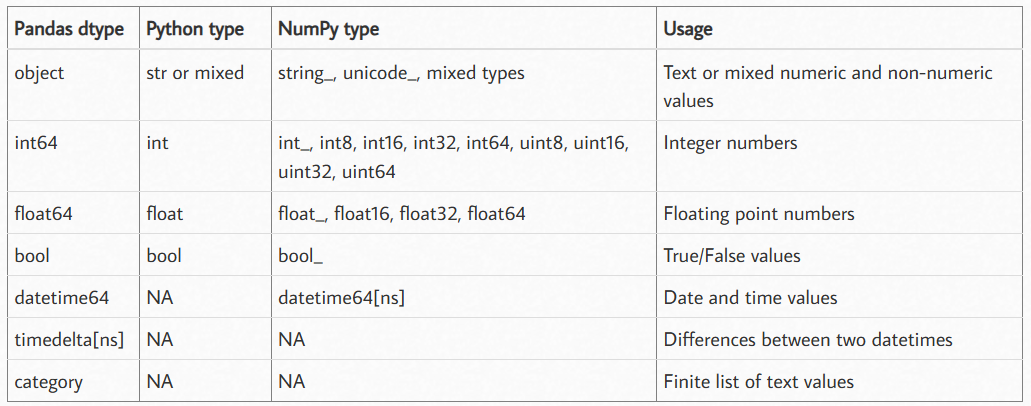 Pandas dtype Python type NumPy type Usage
object str or mixed string_, unicode_, mixed types Text or mixed numeric and non-numeric
values
int64 int int_, int8, int16, int32, int64, uint8, uint16, Integer numbers
uint32, uint64
float64 float float_, float16, float32, float64 Floating point numbers
bool bool bool_ True/False values
datetime64 NA datetime64[ns] Date and time values
timedelta[ns] NA NA Differences between two datetimes
category NA NA Finite list of text values